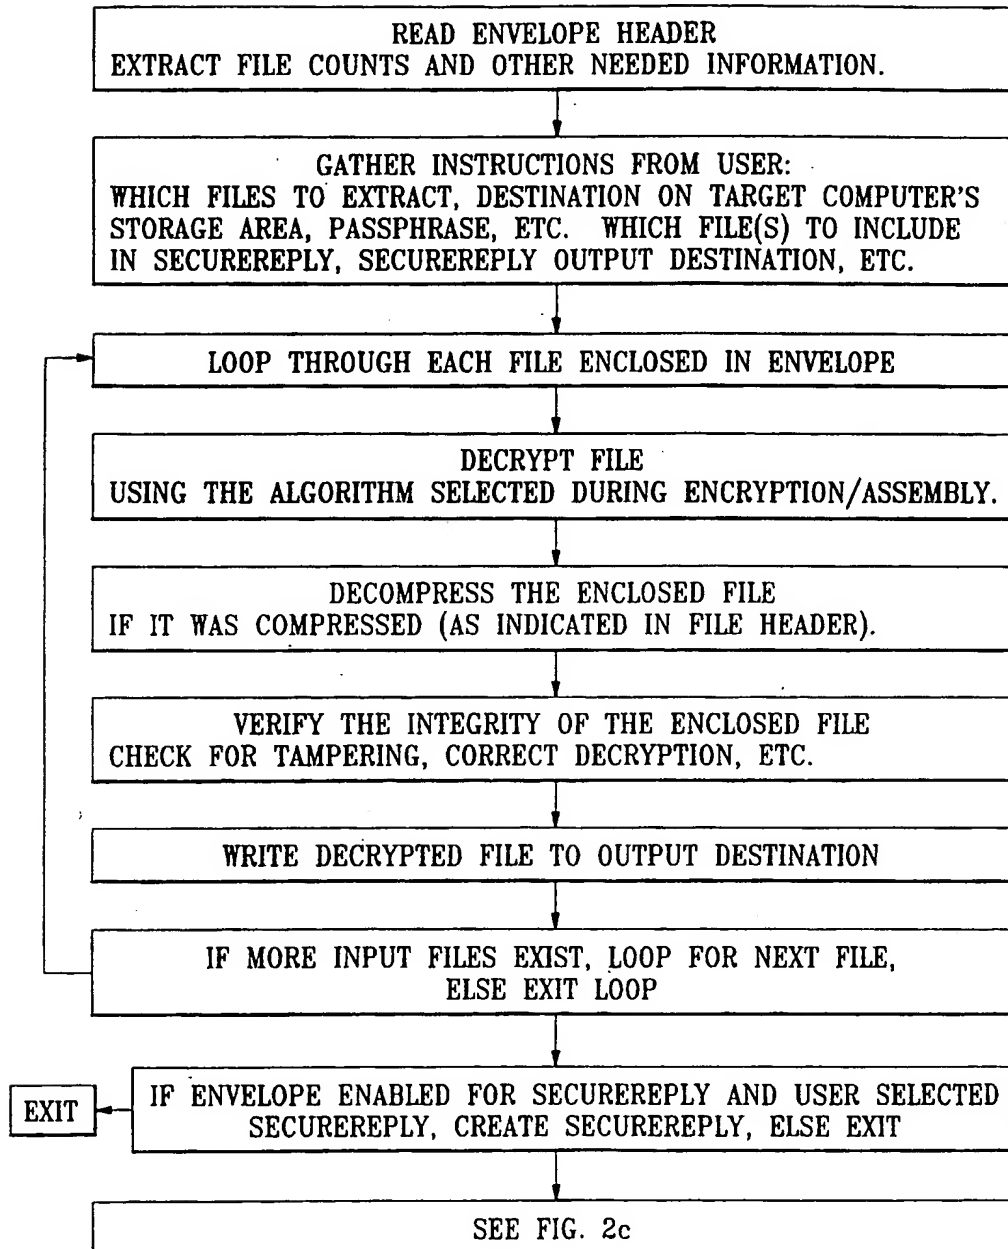 READ ENVELOPE HEADER
EXTRACT FILE COUNTS AND OTHER NEEDED INFORMATION.
GATHER INSTRUCTIONS FROM USER:
WHICH FILES TO EXTRACT, DESTINATION ON TARGET COMPUTER'S
STORAGE AREA, PASSPHRASE, ETC. WHICH FILE(S) TO INCLUDE
IN SECUREREPLY, SECUREREPLY OUTPUT DESTINATION, ETC.
LOOP THROUGH EACH FILE ENCLOSED IN ENVELOPE
DECRYPT FILE
USING THE ALGORITHM SELECTED DURING ENCRYPTION/ASSEMBLY.
DECOMPRESS THE ENCLOSED FILE
IF IT WAS COMPRESSED (AS INDICATED IN FILE HEADER).
VERIFY THE INTEGRITY OF THE ENCLOSED FILE
CHECK FOR TAMPERING, CORRECT DECRYPTION, ETC.
WRITE DECRYPTED FILE TO OUTPUT DESTINATION
IF MORE INPUT FILES EXIST, LOOP FOR NEXT FILE,
ELSE EXIT LOOP
IF ENVELOPE ENABLED FOR SECUREREPLY AND USER SELECTED
SECUREREPLY, CREATE SECUREREPLY, ELSE EXIT
EXIT
SEE FIG. 2c